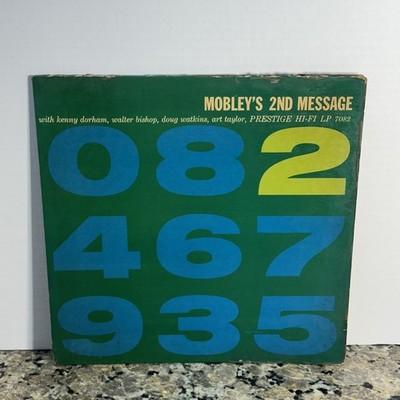 MOBLEY'S 2ND MESSAGE
with kenny dorham, walter bishop, doug watkins, art taylor, PRESTIGE HI-FI LP 7082
082
467
935